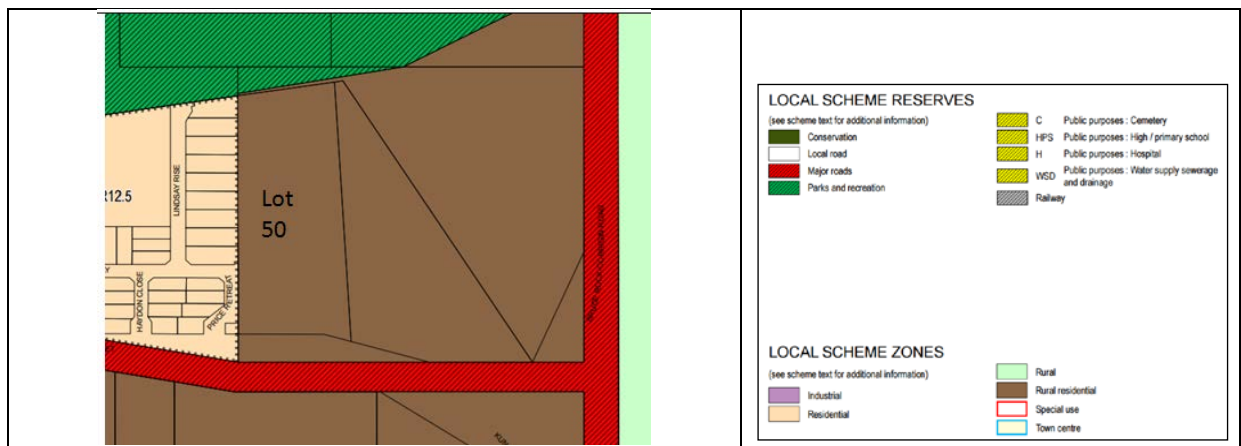 R12.5
LINDSAY RISE
Lot
50
HAYDON CLOSE
PRICE RETREAT
LOCAL SCHEME RESERVES
(see scheme text for additional information)
Conservation
Local road
Major roads
Parks and recreation
C Public purposes : Cemetery
HPS Public purposes : High / primary school
H Public purposes : Hospital
WSD Public purposes : Water supply sewerage
and drainage
Railway
LOCAL SCHEME ZONES
(see scheme text for additional information)
Industrial
Residential
Rural
Rural residential
Special use
Town centre